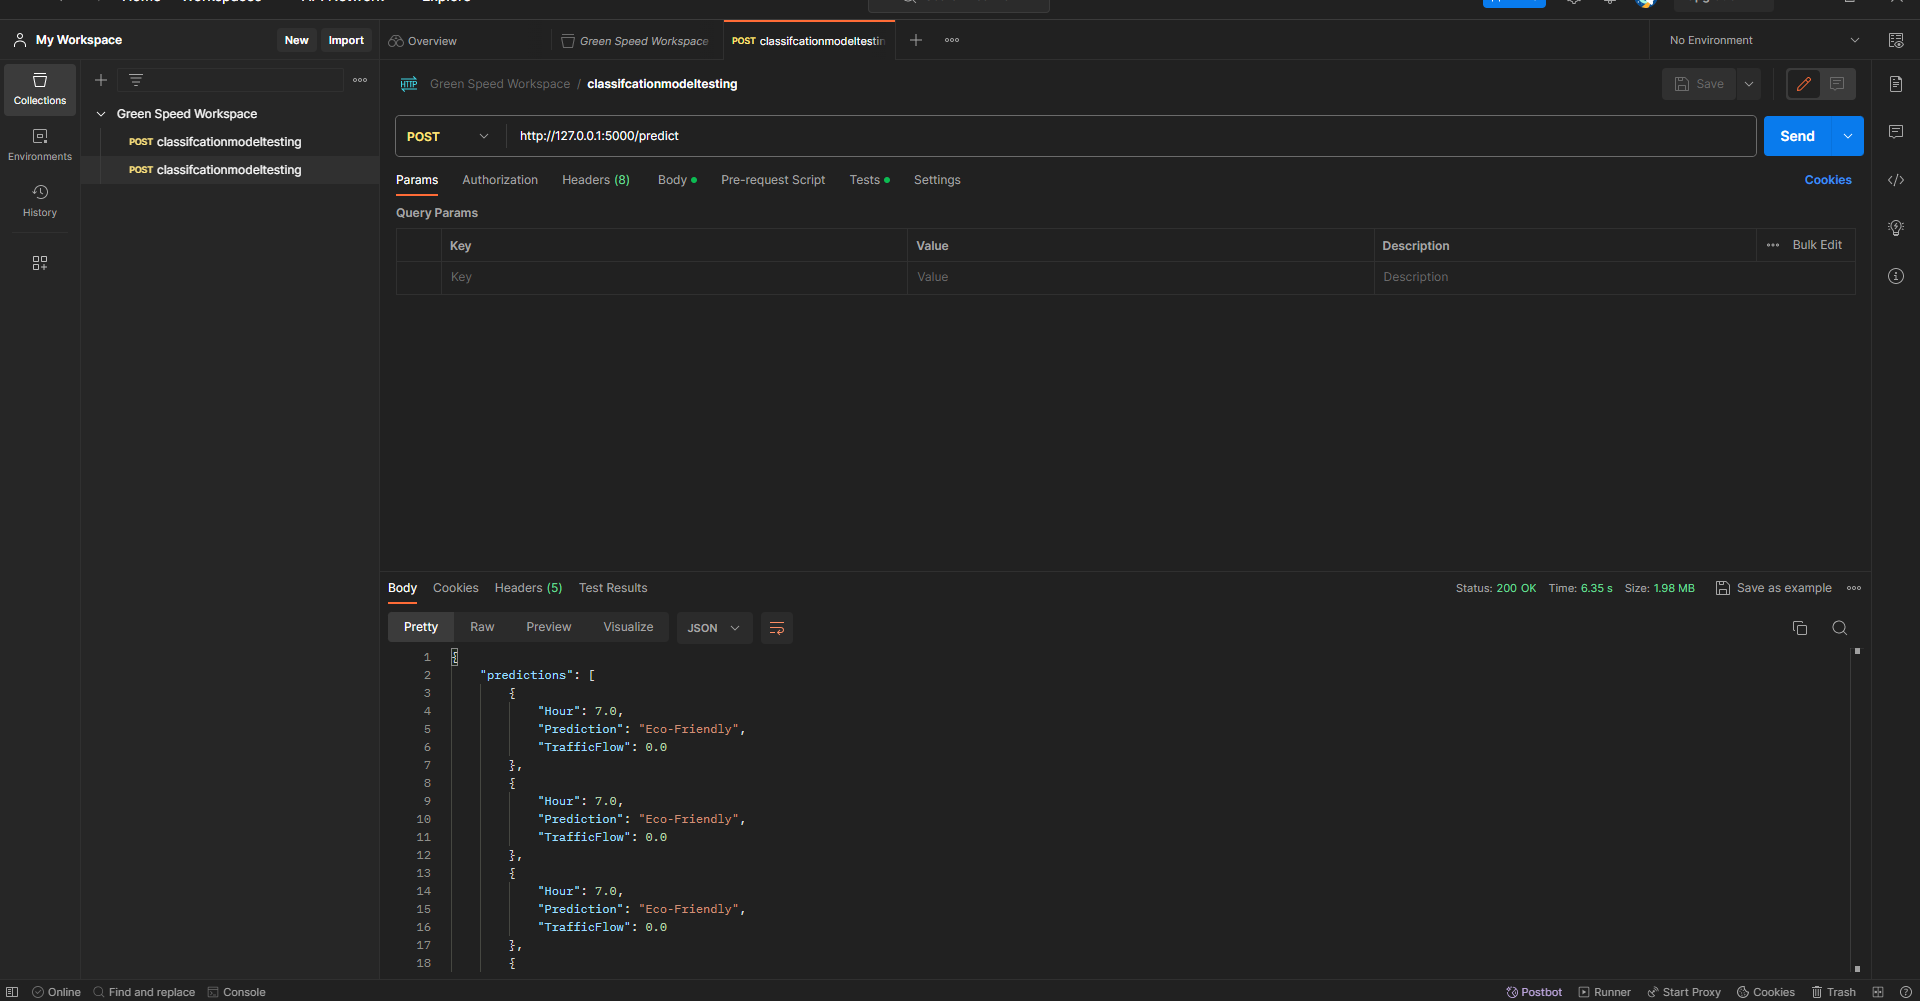 My Workspace
New
Import
Overview
Green Speed Workspace
POST classifcationmodeltestin
No Environment
Collections
Environments
History
Green Speed Workspace
POST classifcationmodeltesting
POST classifcationmodeltesting
HTTP Green Speed Workspace / classifcationmodeltesting
Save
POST http://127.0.0.1:5000/predict
Send
Params Authorization Headers (8) Body Pre-request Script Tests Settings
Cookies
Query Params
Key Value Description Bulk Edit
Key Value Description
Body Cookies Headers (5) Test Results
Status: 200 OK Time: 6.35 s Size: 1.98 MB Save as example
Pretty Raw Preview Visualize JSON
1 {
2 "predictions": [
3 {
4 "Hour": 7.0,
5 "Prediction": "Eco-Friendly",
6 "TrafficFlow": 0.0
7 },
8 {
9 "Hour": 7.0,
10 "Prediction": "Eco-Friendly",
11 "TrafficFlow": 0.0
12 },
13 {
14 "Hour": 7.0,
15 "Prediction": "Eco-Friendly",
16 "TrafficFlow": 0.0
17 },
18 {
Online Find and replace Console
Postbot Runner Start Proxy Cookies Trash